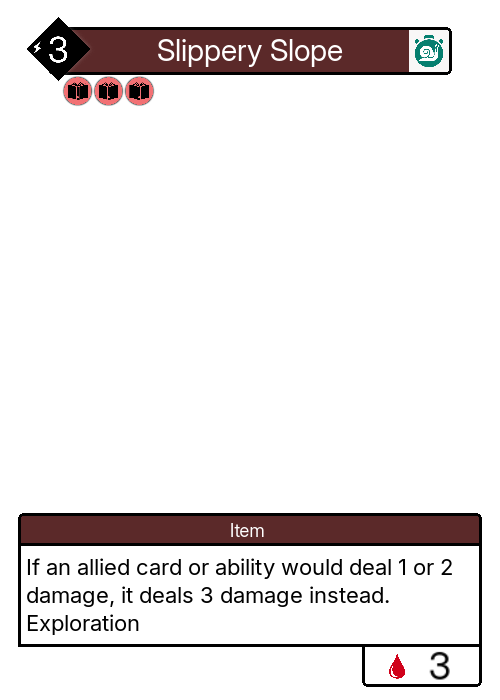 3
Slippery Slope
Item
If an allied card or ability would deal 1 or 2
damage, it deals 3 damage instead.
Exploration
3